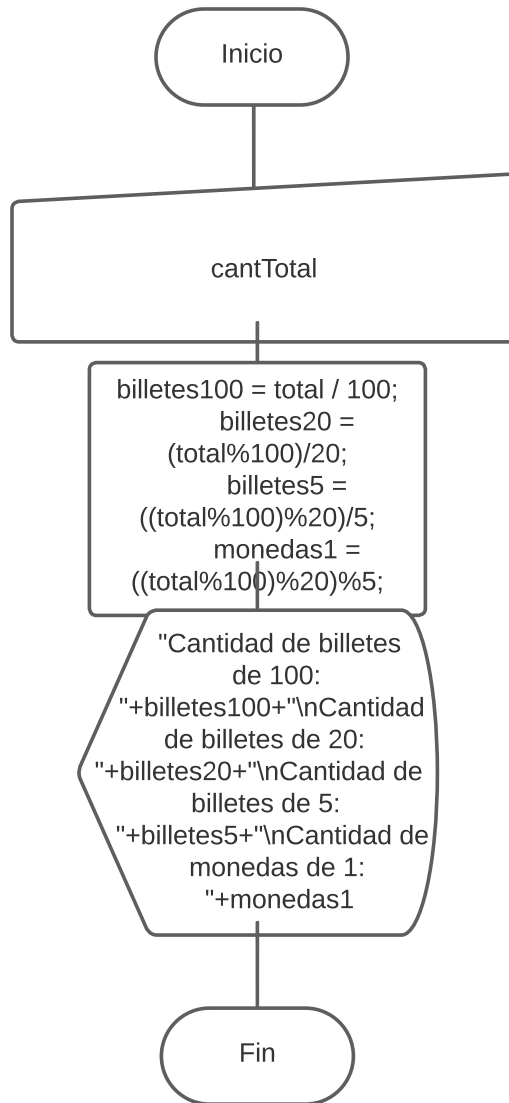 Inicio
cantTotal
billetes100 = total / 100;
billetes20 =
(total%100)/20;
billetes5 =
((total%100)%20)/5;
monedas1 =
((total%100)%20)%5;
"Cantidad de billetes
de 100:
"+billetes100+"\nCantidad
de billetes de 20:
"+billetes20+"\nCantidad de
billetes de 5:
"+billetes5+"\nCantidad de
monedas de 1:
"+monedas1
Fin